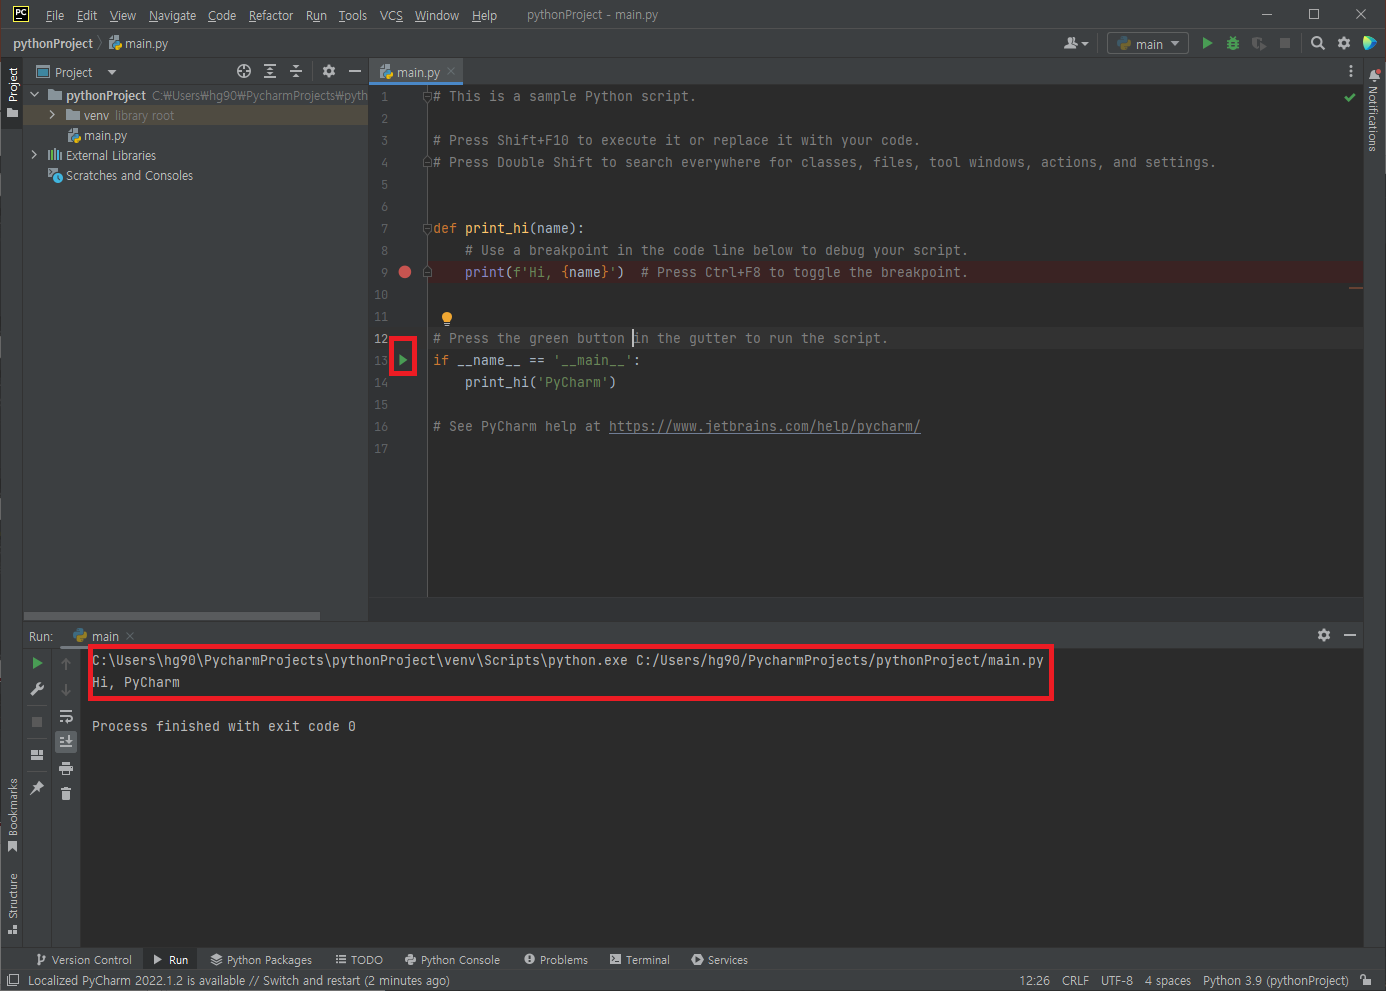 PC File Edit View Navigate Code Refactor Run Tools VCS Window Help pythonProject - main.py
pythonProject main.py
main
Project
Project
main.py
pythonProject C:₩Users₩hg90₩PycharmProjects₩pyth
venv library root
main.py
External Libraries
Scratches and Consoles
1 # This is a sample Python script.
2
3 # Press Shift+F10 to execute it or replace it with your code.
4 # Press Double Shift to search everywhere for classes, files, tool windows, actions, and settings.
5
6
7 def print_hi(name):
8 # Use a breakpoint in the code line below to debug your script.
9 print(f'Hi, {name}') # Press Ctrl+F8 to toggle the breakpoint.
10
11
12 # Press the green button in the gutter to run the script.
13 if __name__ == '__main__':
14 print_hi('PyCharm')
15
16 # See PyCharm help at https://www.jetbrains.com/help/pycharm/
17
Notifications
Run: main
C:\Users\hg90\PycharmProjects\pythonProject\venv\Scripts\python.exe C:/Users/hg90/PycharmProjects/pythonProject/main.py
Hi, PyCharm
Process finished with exit code 0
Bookmarks
Structure
Version Control Run Python Packages TODO Python Console Problems Terminal Services
Localized PyCharm 2022.1.2 is available // Switch and restart (2 minutes ago) 12:26 CRLF UTF-8 4 spaces Python 3.9 (pythonProject)